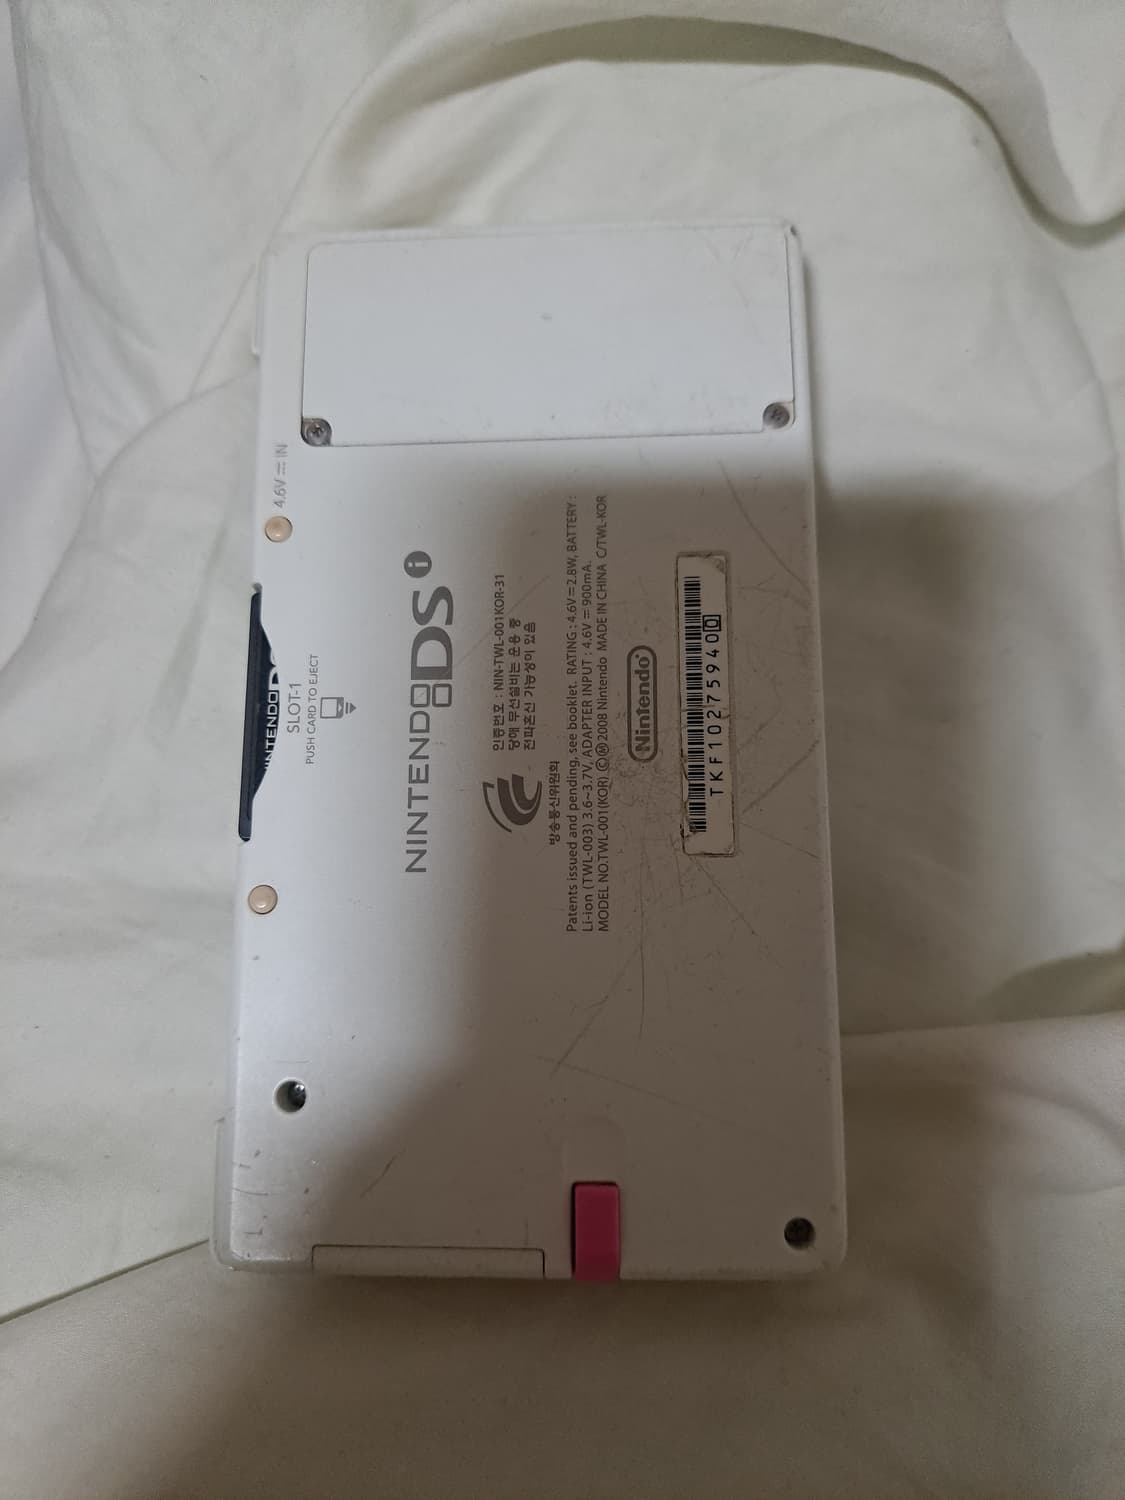 4.6V ⎓ IN
NINTENDO
SLOT-1
PUSH CARD TO EJECT
NINTENDO DS i
인증번호 : NIN-TWL-001KOR-31
당해 무선설비는 운용 중
전파혼신 가능성이 있음
방송통신위원회
Patents issued and pending, see booklet. RATING : 4.6V⎓2.8W, BATTERY :
Li-ion (TWL-003) 3.6~3.7V, ADAPTER INPUT : 4.6V ⎓ 900mA.
MODEL NO.TWL-001(KOR) ⒸⓂ2008 Nintendo MADE IN CHINA C/TWL-KOR
Nintendo
TKF102759400